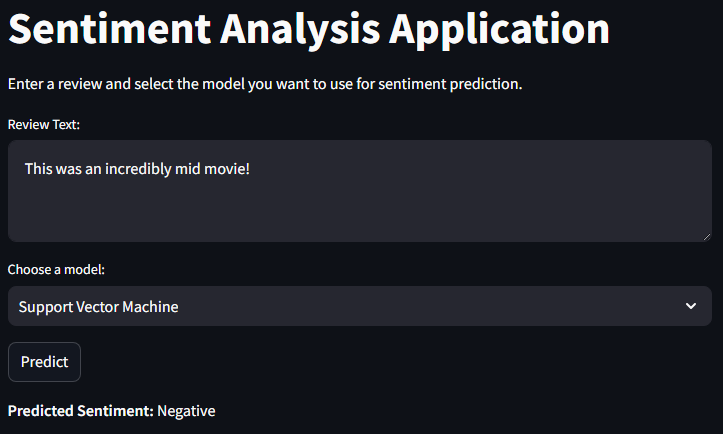 Sentiment Analysis Application
Enter a review and select the model you want to use for sentiment prediction.
Review Text:
This was an incredibly mid movie!
Choose a model:
Support Vector Machine
Predict
Predicted Sentiment: Negative